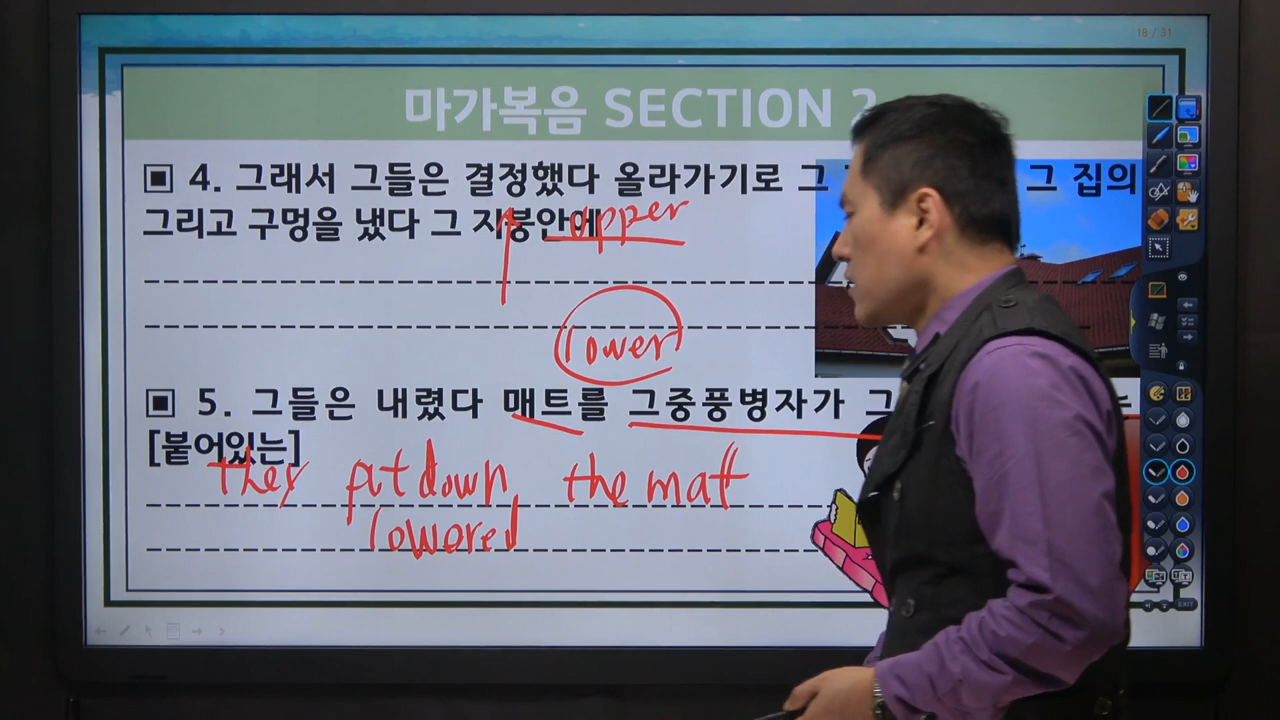 18 / 31
마가복음 SECTION 2
▣ 4. 그래서 그들은 결정했다 올라가기로 그 그 집의
그리고 구멍을 냈다 그 지붕안에
upper
lower
▣ 5. 그들은 내렸다 매트를 그중풍병자가 그 는
[붙어있는]
they put down the matt
lowered
EXIT